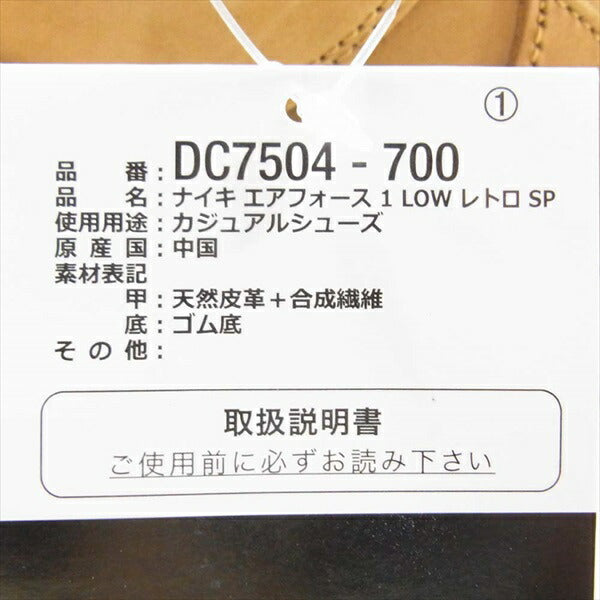 ①
品番：DC7504 - 700
品名：ナイキ エアフォース 1 LOW レトロ SP
使用用途：カジュアルシューズ
原産国：中国
素材表記
甲：天然皮革＋合成繊維
底：ゴム底
その他：
取扱説明書
ご使用前に必ずお読み下さい